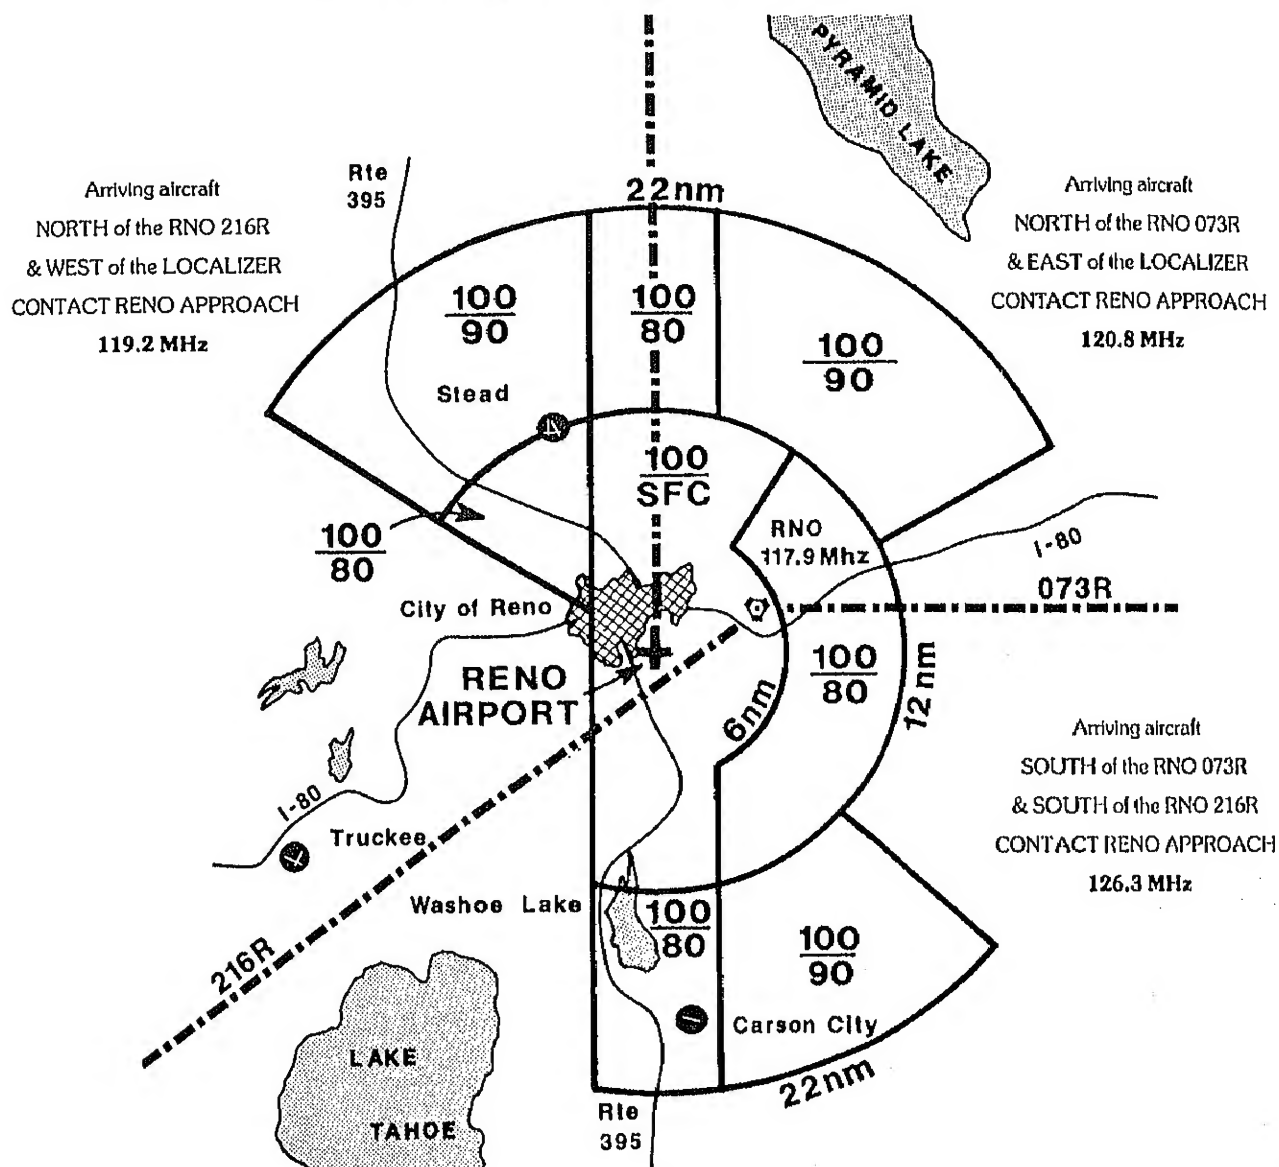 PYRAMID LAKE
Rte
395
22nm
Arriving aircraft
NORTH of the RNO 216R
& WEST of the LOCALIZER
CONTACT RENO APPROACH
119.2 MHz
Arriving aircraft
NORTH of the RNO 073R
& EAST of the LOCALIZER
CONTACT RENO APPROACH
120.8 MHz
100
90
100
80
100
90
Stead
100
SFC
RNO
117.9 Mhz
100
80
I-80
073R
City of Reno
RENO
AIRPORT
100
80
6nm
12 nm
Arriving aircraft
SOUTH of the RNO 073R
& SOUTH of the RNO 216R
CONTACT RENO APPROACH
126.3 MHz
I-80
Truckee
Washoe Lake
100
80
100
90
216R
Carson City
LAKE
TAHOE
22nm
Rte
395